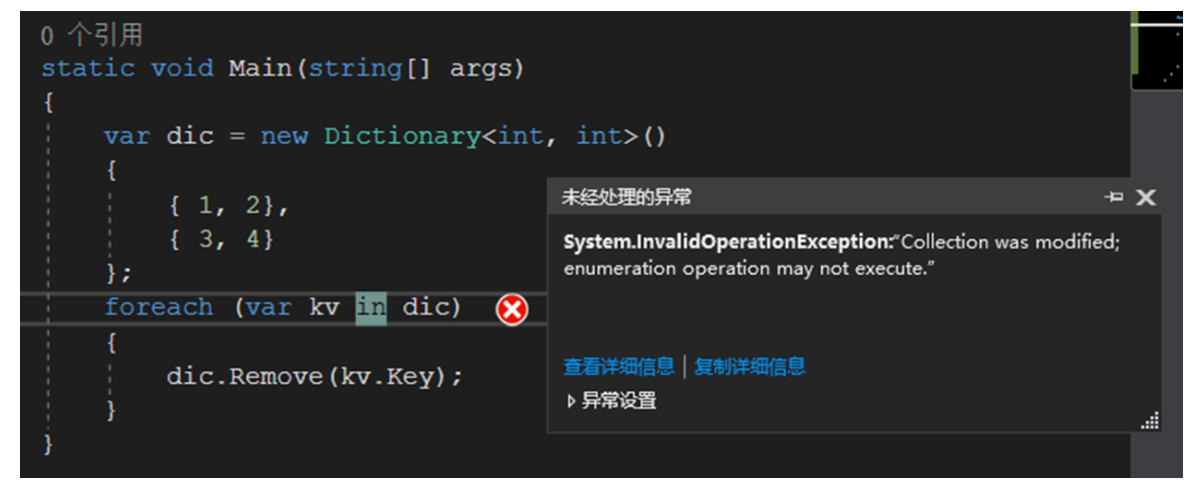 0 个引用
static void Main(string[] args)
{
var dic = new Dictionary<int, int>()
{
{ 1, 2},
{ 3, 4}
};
foreach (var kv in dic)
{
dic.Remove(kv.Key);
}
}
未经处理的异常
System.InvalidOperationException:“Collection was modified;
enumeration operation may not execute.”
查看详细信息 | 复制详细信息
异常设置